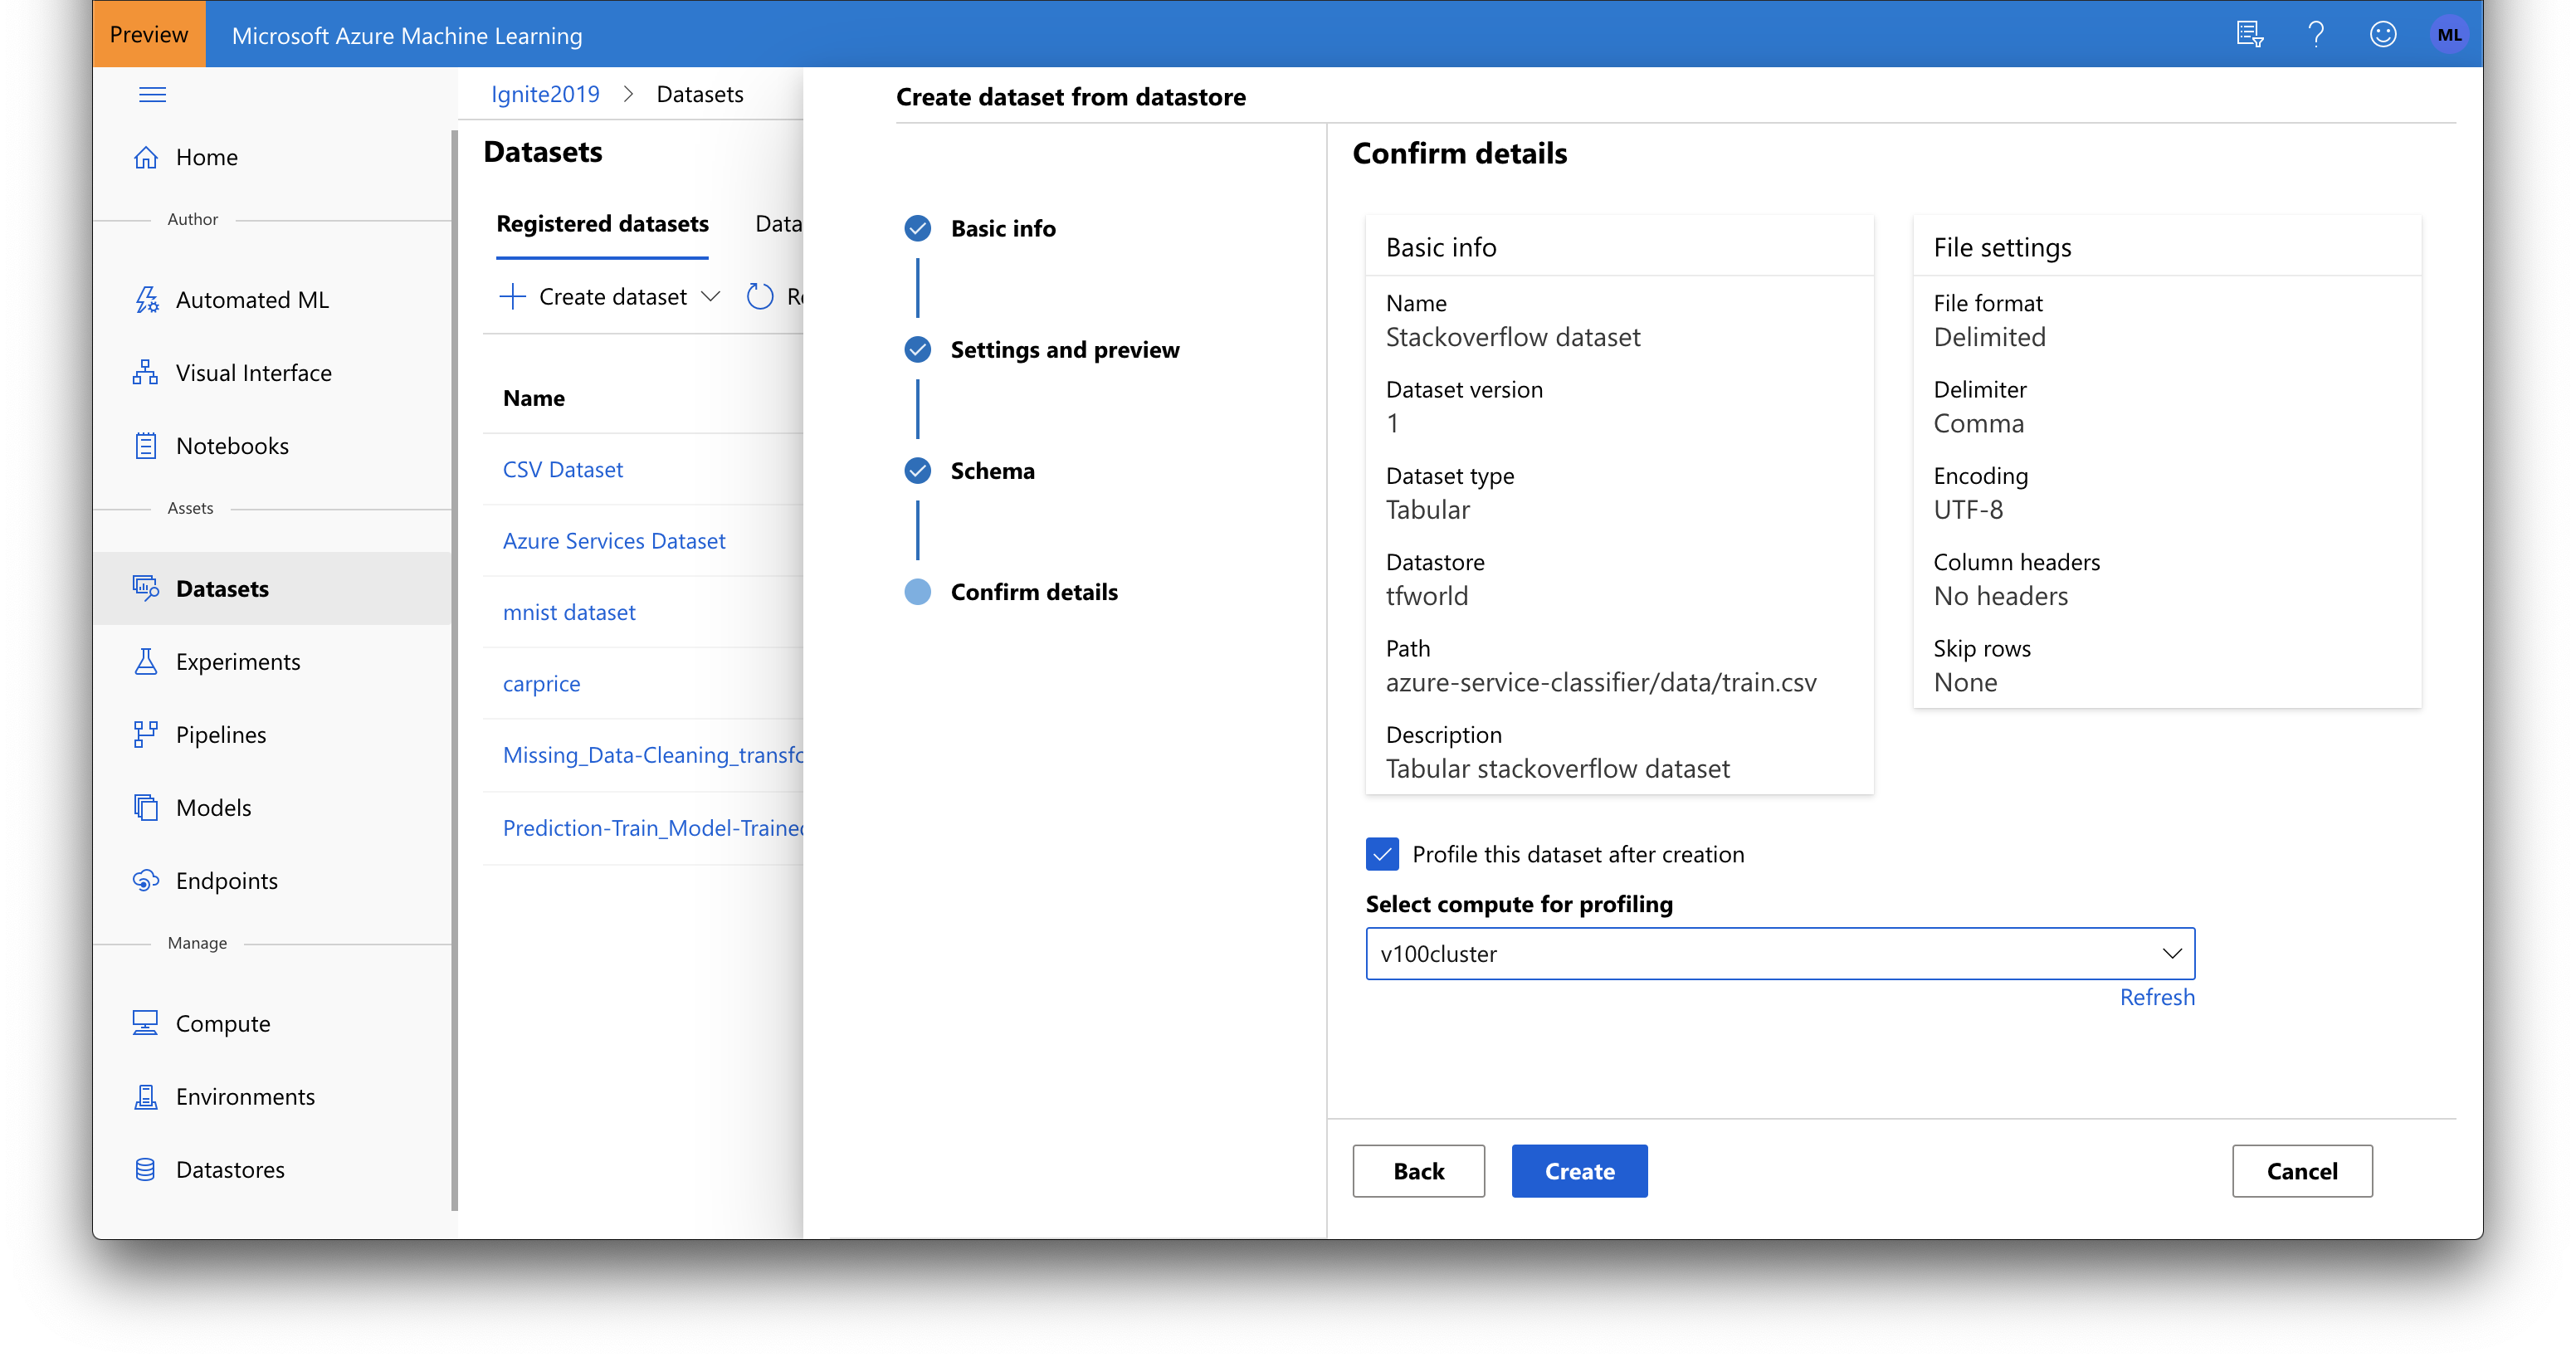 Preview
Microsoft Azure Machine Learning
?
ML
Home
Author
Automated ML
Visual Interface
Notebooks
Assets
Datasets
Experiments
Pipelines
Models
Endpoints
Manage
Compute
Environments
Datastores
Ignite2019 > Datasets
Datasets
Registered datasets Data
+ Create dataset Re
Name
CSV Dataset
Azure Services Dataset
mnist dataset
carprice
Missing_Data-Cleaning_transfo
Prediction-Train_Model-Trained
Create dataset from datastore
Basic info
Settings and preview
Schema
Confirm details
Confirm details
Basic info
Name
Stackoverflow dataset
Dataset version
1
Dataset type
Tabular
Datastore
tfworld
Path
azure-service-classifier/data/train.csv
Description
Tabular stackoverflow dataset
File settings
File format
Delimited
Delimiter
Comma
Encoding
UTF-8
Column headers
No headers
Skip rows
None
Profile this dataset after creation
Select compute for profiling
v100cluster
Refresh
Back
Create
Cancel